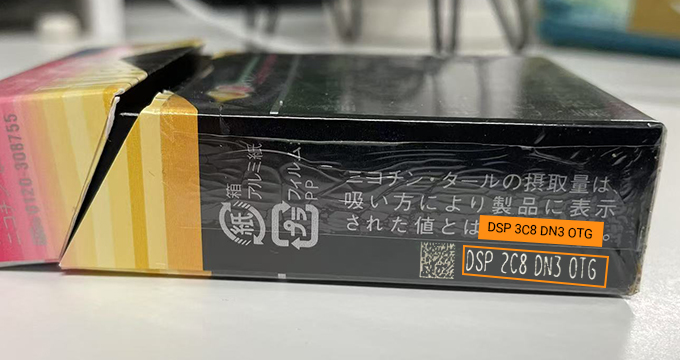 0120 308755
箱
アルミ紙
紙
フィルム
PP
プラ
ニコチン・タールの摂取量は
吸い方により製品に表示
された値とは
。
DSP 3C8 DN3 OTG
DSP 2C8 DN3 OTG